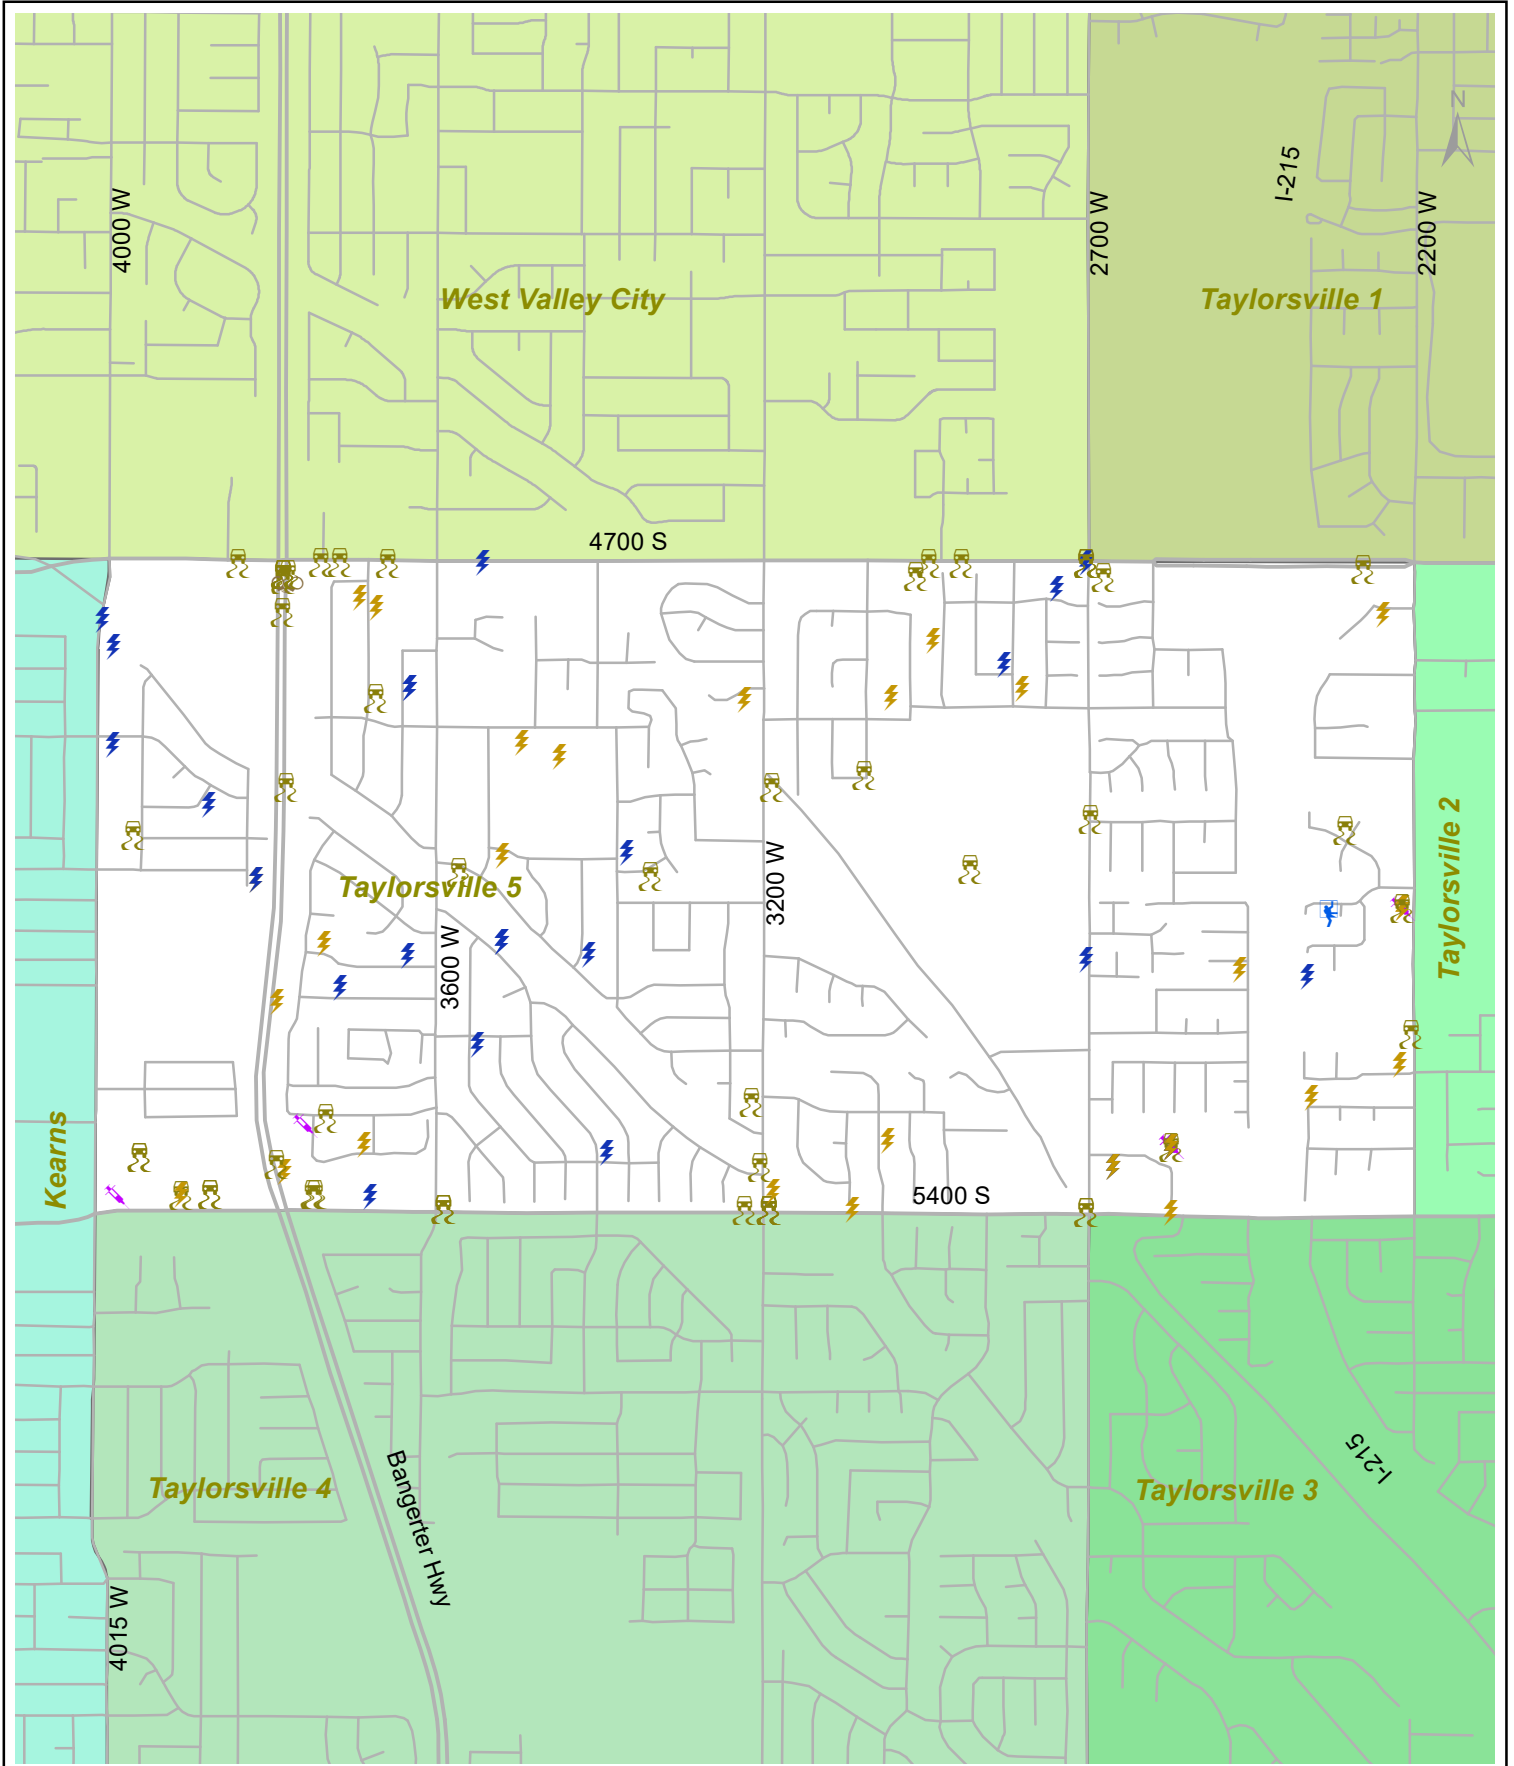 N
I-215
4000 W
2700 W
2200 W
West Valley City
Taylorsville 1
4700 S
Taylorsville 2
3200 W
Taylorsville 5
3600 W
Kearns
5400 S
I-215
Taylorsville 4
Taylorsville 3
Bangerter Hwy
4015 W